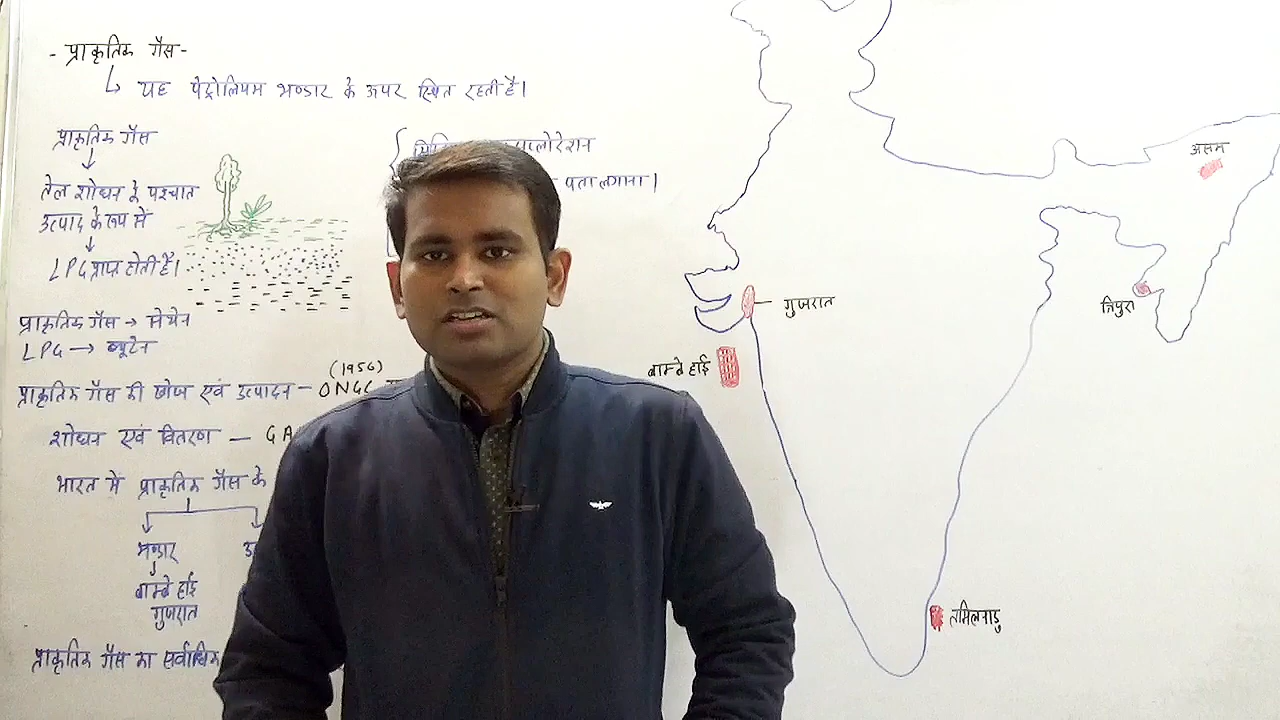 - प्राकृतिक गैस -
↳ यह पेट्रोलियम भण्डार के ऊपर स्थित रहती है।
प्राकृतिक गैस
↓
तेल शोधन के पश्चात
उत्पाद के रूप में
↓
LPG प्राप्त होती है।
प्राकृतिक गैस → मेथेन
LPG → ब्यूटेन
(1956)
प्राकृतिक गैस की खोज एवं उत्पादन - ONGC
शोधन एवं वितरण - GA
भारत में प्राकृतिक गैस के
भण्डार
↓
बाम्बे हाई
गुजरात
प्राकृतिक गैस का सर्वाधिक
पता लगाना।
असम
त्रिपुरा
गुजरात
बाम्बे हाई
तमिलनाडु